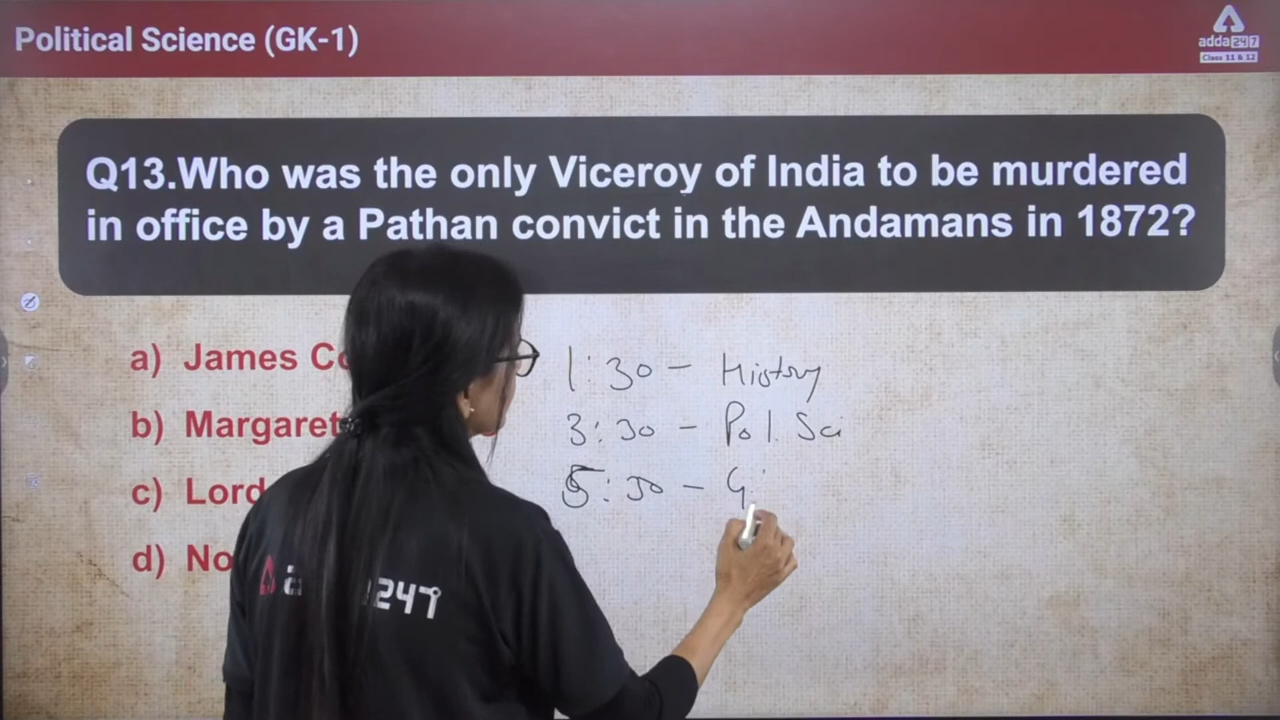 Political Science (GK-1)
adda247
Class 11 & 12
Q13.Who was the only Viceroy of India to be murdered
in office by a Pathan convict in the Andamans in 1872?
a) James
b) Margaret
c) Lord
d)
1:30 - History
3:30 - Pol. Sci
5:30 - G
247